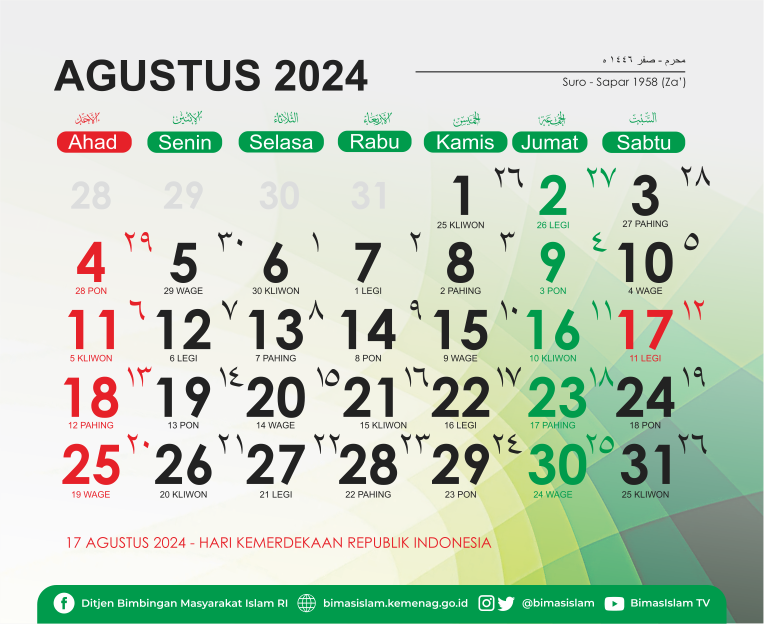 AGUSTUS 2024
محرم - صفر ١٤٤٦ ه
Suro - Sapar 1958 (Za’)
الأحد الإثنين الثلاثاء الأربعاء الخميس الجمعة السبت
Ahad Senin Selasa Rabu Kamis Jumat Sabtu
28 29 30 31 1 ٢٦ 2 ٢٧ 3 ٢٨
25 KLIWON 26 LEGI 27 PAHING
4 ٢٩ 5 ٣٠ 6 ١ 7 ٢ 8 ٣ 9 ٤ 10 ٥
28 PON 29 WAGE 30 KLIWON 1 LEGI 2 PAHING 3 PON 4 WAGE
11 ٦ 12 ٧ 13 ٨ 14 ٩ 15 ١٠ 16 ١١ 17 ١٢
5 KLIWON 6 LEGI 7 PAHING 8 PON 9 WAGE 10 KLIWON 11 LEGI
18 ١٣ 19 ١٤ 20 ١٥ 21 ١٦ 22 ١٧ 23 ١٨ 24 ١٩
12 PAHING 13 PON 14 WAGE 15 KLIWON 16 LEGI 17 PAHING 18 PON
25 ٢٠ 26 ٢١ 27 ٢٢ 28 ٢٣ 29 ٢٤ 30 ٢٥ 31 ٢٦
19 WAGE 20 KLIWON 21 LEGI 22 PAHING 23 PON 24 WAGE 25 KLIWON
17 AGUSTUS 2024 - HARI KEMERDEKAAN REPUBLIK INDONESIA
Ditjen Bimbingan Masyarakat Islam RI bimasislam.kemenag.go.id @bimasislam BimasIslam TV